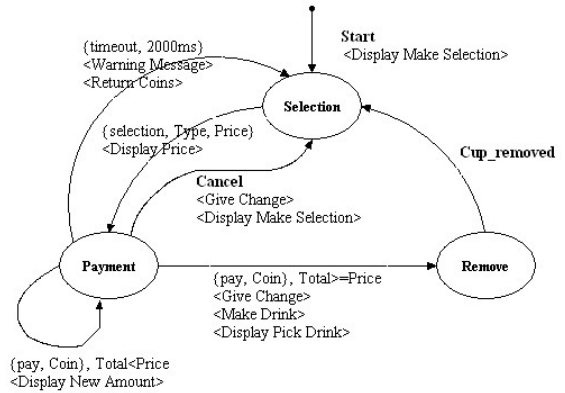 Start
<Display Make Selection>
{timeout, 2000ms}
<Warning Message>
<Return Coins>
Selection
{selection, Type, Price}
<Display Price>
Cup_removed
Cancel
<Give Change>
<Display Make Selection>
Payment
Remove
{pay, Coin}, Total>=Price
<Give Change>
<Make Drink>
<Display Pick Drink>
{pay, Coin}, Total<Price
<Display New Amount>